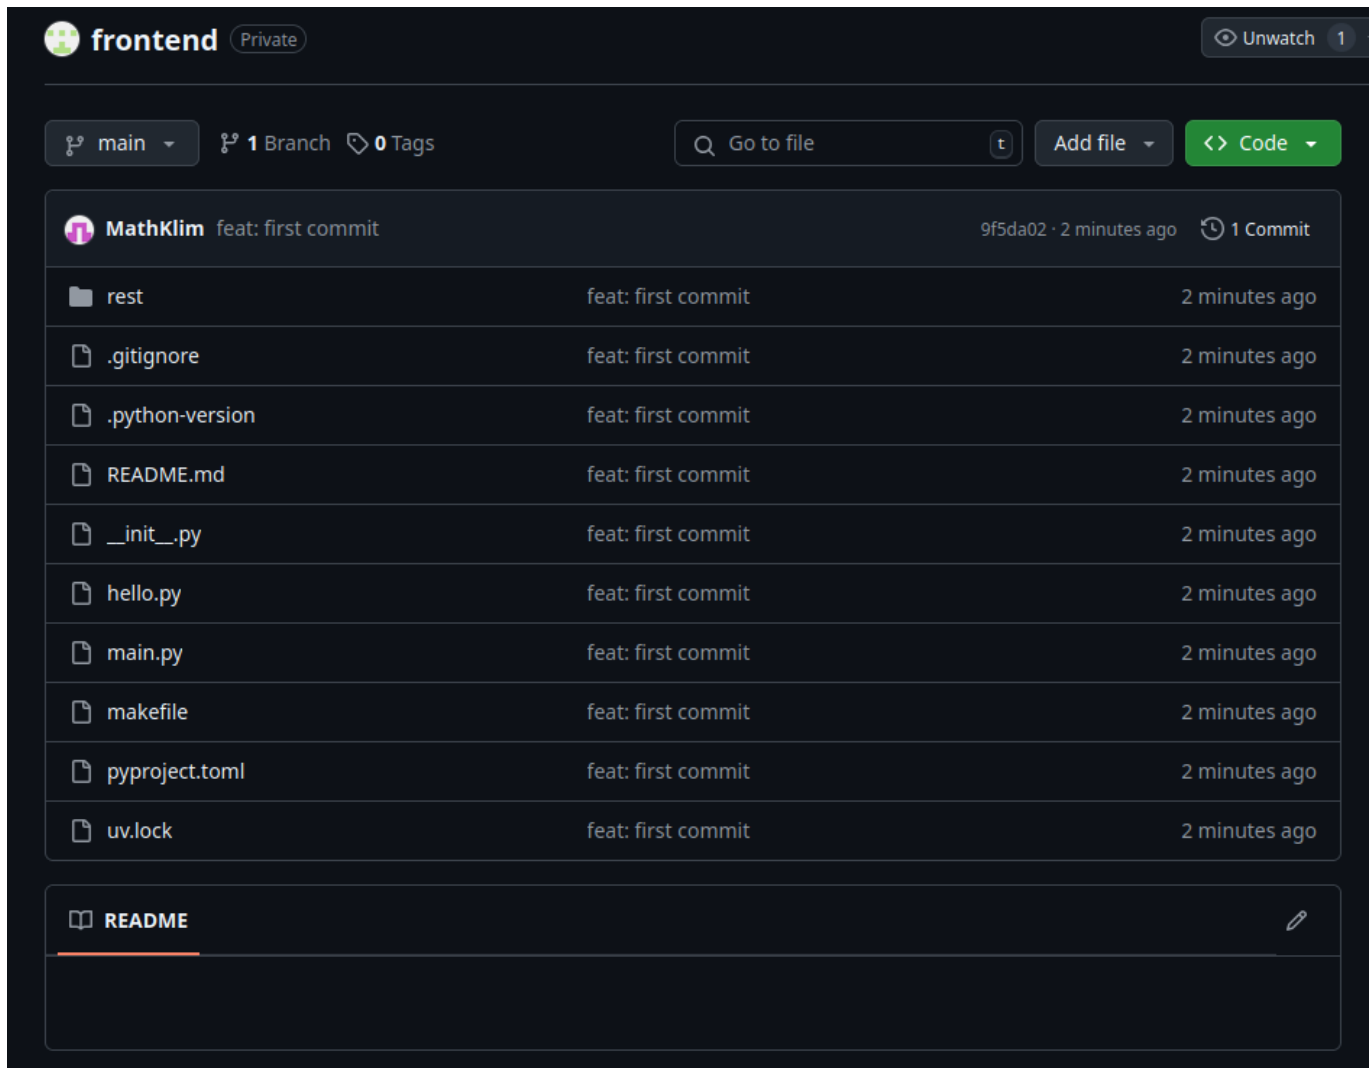 frontend Private Unwatch 1
main 1 Branch 0 Tags Go to file t Add file Code
MathKlim feat: first commit 9f5da02 · 2 minutes ago 1 Commit
rest feat: first commit 2 minutes ago
.gitignore feat: first commit 2 minutes ago
.python-version feat: first commit 2 minutes ago
README.md feat: first commit 2 minutes ago
__init__.py feat: first commit 2 minutes ago
hello.py feat: first commit 2 minutes ago
main.py feat: first commit 2 minutes ago
makefile feat: first commit 2 minutes ago
pyproject.toml feat: first commit 2 minutes ago
uv.lock feat: first commit 2 minutes ago
README